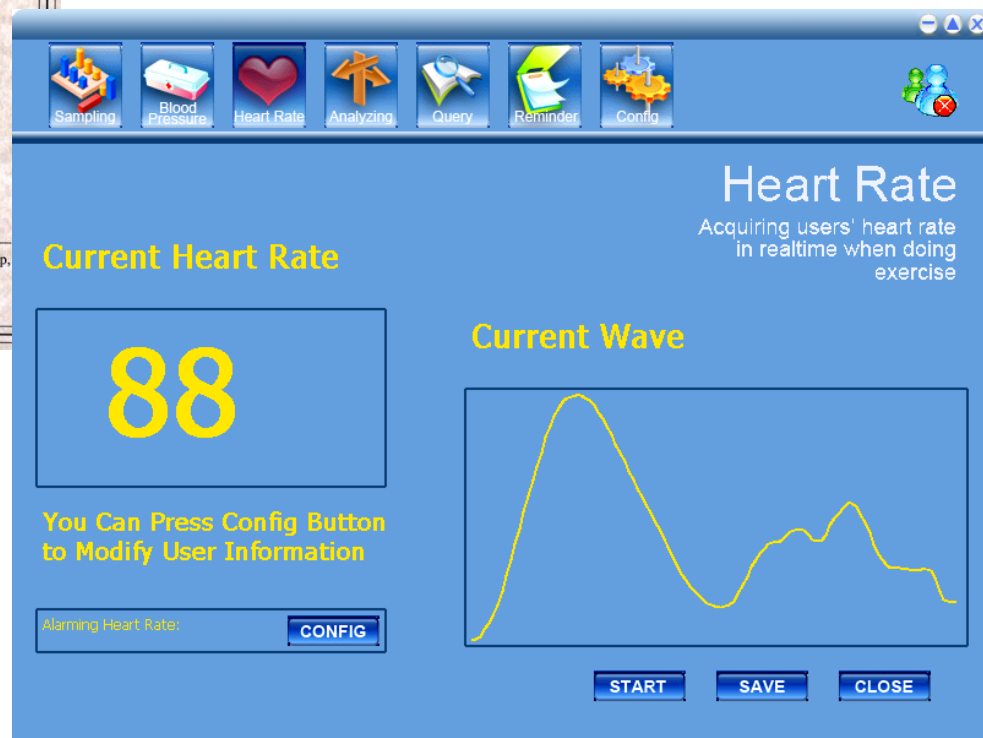 Sampling
Blood
Pressure
Heart Rate
Analyzing
Query
Reminder
Config
Heart Rate
Acquiring users' heart rate
in realtime when doing
exercise
p,
Current Heart Rate
88
Current Wave
You Can Press Config Button
to Modify User Information
Alarming Heart Rate:
CONFIG
START
SAVE
CLOSE